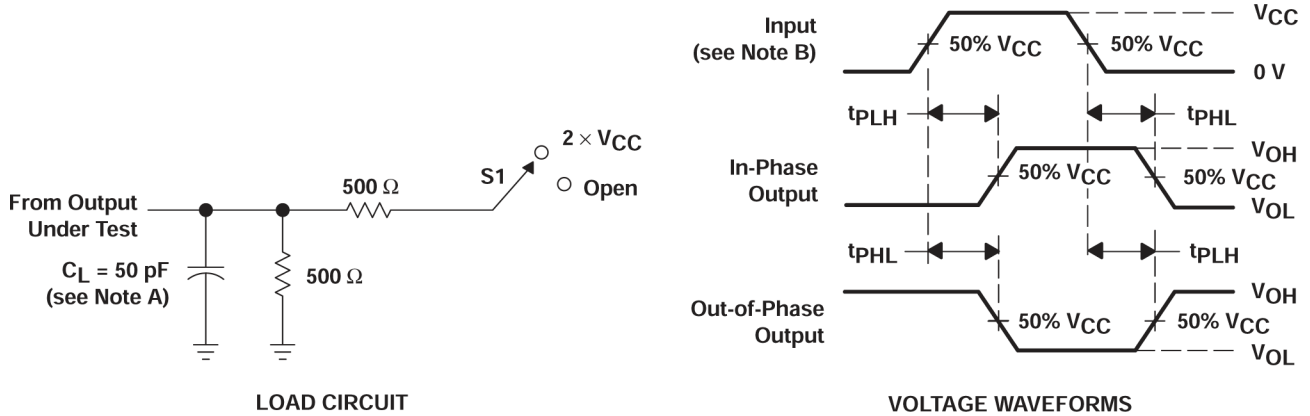 From Output
Under Test
CL = 50 pF
(see Note A)
500 Ω
500 Ω
S1
2 × VCC
Open
LOAD CIRCUIT
Input
(see Note B)
50% VCC
50% VCC
VCC
0 V
tPLH
tPHL
In-Phase
Output
50% VCC
50% VCC
VOH
VOL
tPHL
tPLH
Out-of-Phase
Output
50% VCC
50% VCC
VOH
VOL
VOLTAGE WAVEFORMS